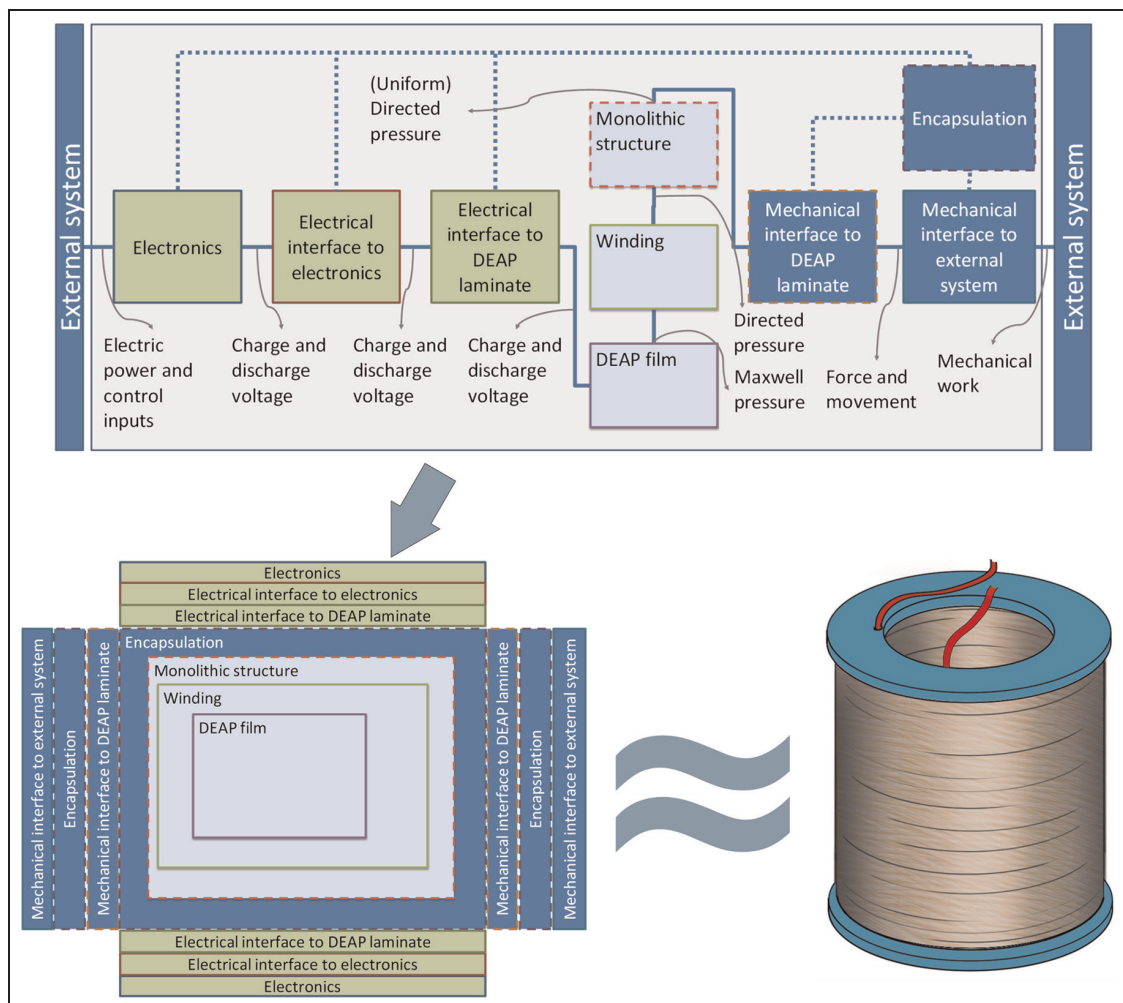 External system
(Uniform)
Directed
pressure
Monolithic
structure
Encapsulation
External system
Electronics
Electrical
interface to
electronics
Electrical
interface to
DEAP
laminate
Winding
Mechanical
interface to
DEAP
laminate
Mechanical
interface to
external
system
DEAP film
Electric
power and
control
inputs
Charge and
discharge
voltage
Charge and
discharge
voltage
Charge and
discharge
voltage
Directed
pressure
Maxwell
pressure
Force and
movement
Mechanical
work
Electronics
Electrical interface to electronics
Electrical interface to DEAP laminate
Mechanical interface to external system
Encapsulation
Mechanical interface to DEAP laminate
Encapsulation
Monolithic structure
Winding
DEAP film
Mechanical interface to DEAP laminate
Encapsulation
Mechanical interface to external system
Electrical interface to DEAP laminate
Electrical interface to electronics
Electronics